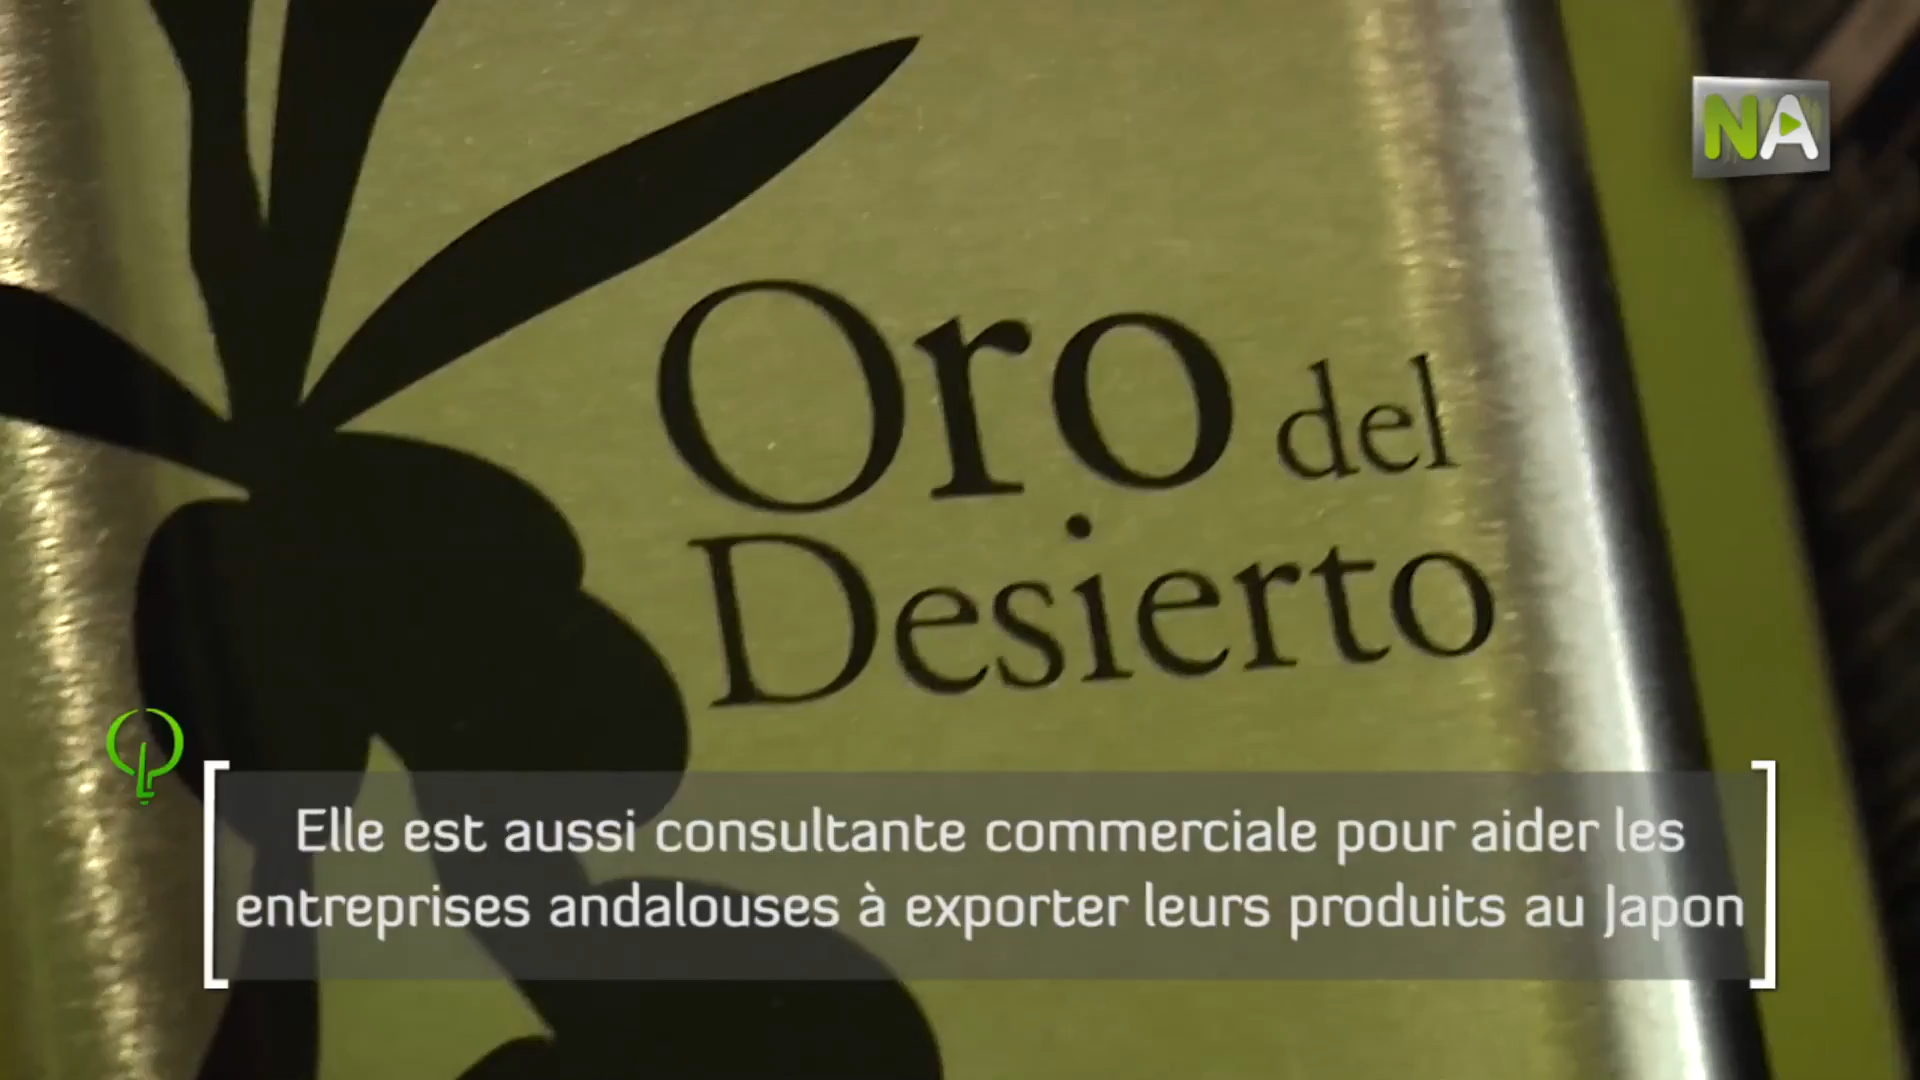 NA
Oro del
Desierto
Elle est aussi consultante commerciale pour aider les
entreprises andalouses à exporter leurs produits au Japon